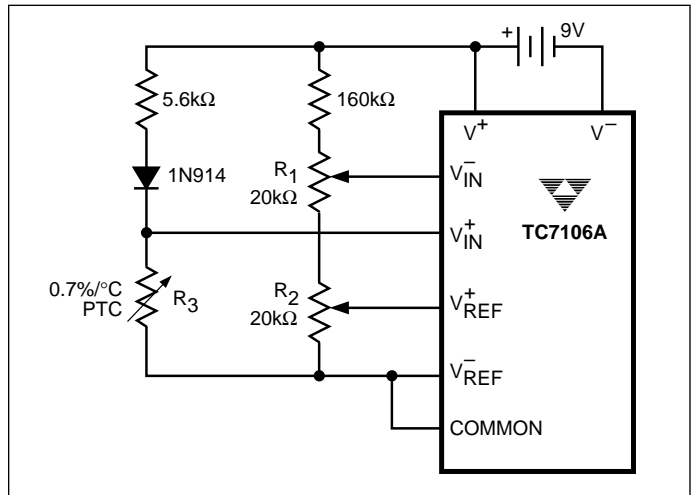 + 9V
5.6kΩ
160kΩ
V+
V−
1N914
R1
20kΩ
V−IN
V+IN
TC7106A
0.7%/°C
PTC
R3
R2
20kΩ
V+REF
V−REF
COMMON